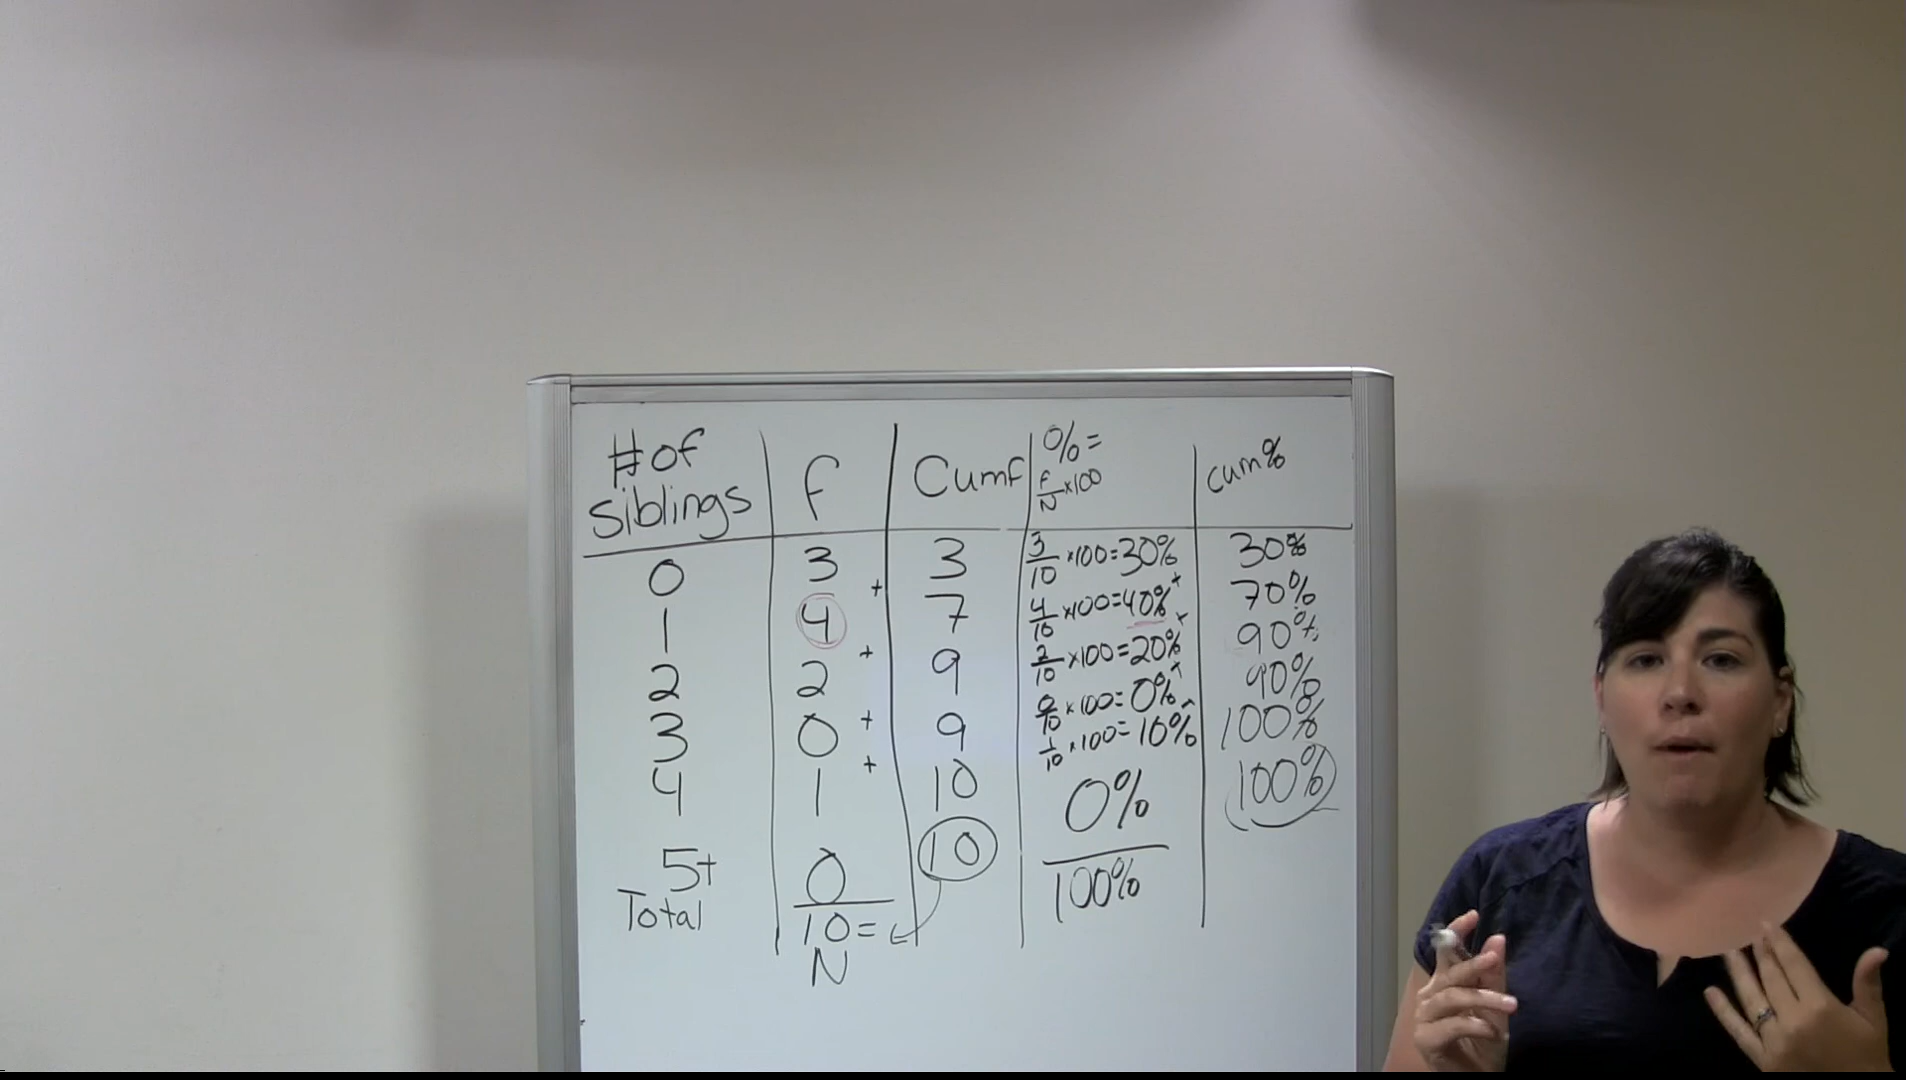 # of siblings | f | Cumf | %= f/N ×100 | cum%
0 | 3 | 3 | 3/10 ×100=30% | 30%
+ +
1 | 4 | 7 | 4/10 ×100=40% | 70%
+ +
2 | 2 | 9 | 2/10 ×100=20% | 90%
+ +
3 | 0 | 9 | 0/10 ×100=0% | 90%
+ +
4 | 1 | 10 | 1/10 ×100=10% | 100%
5+ | 0 | 10 | 0% | 100%
Total | 10= | 100%
N